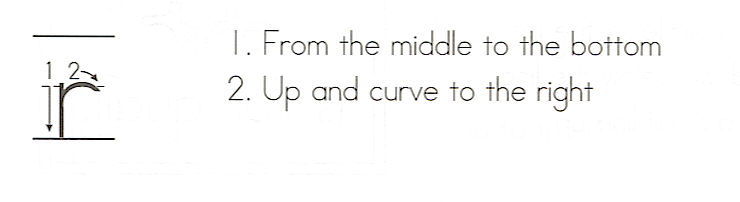 1. From the middle to the bottom
1 2
r
2. Up and curve to the right